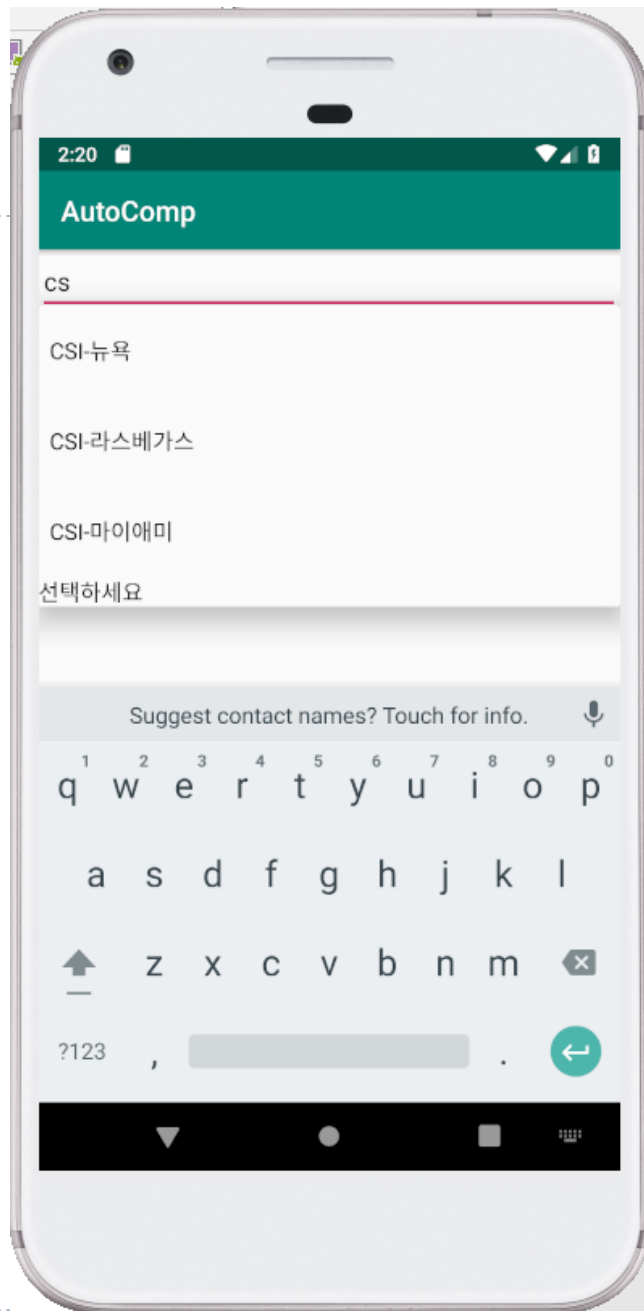 2:20
AutoComp
cs
CSI-뉴욕
CSI-라스베가스
CSI-마이애미
선택하세요
Suggest contact names? Touch for info.
1 2 3 4 5 6 7 8 9 0
q w e r t y u i o p
a s d f g h j k l
z x c v b n m
?123 , .